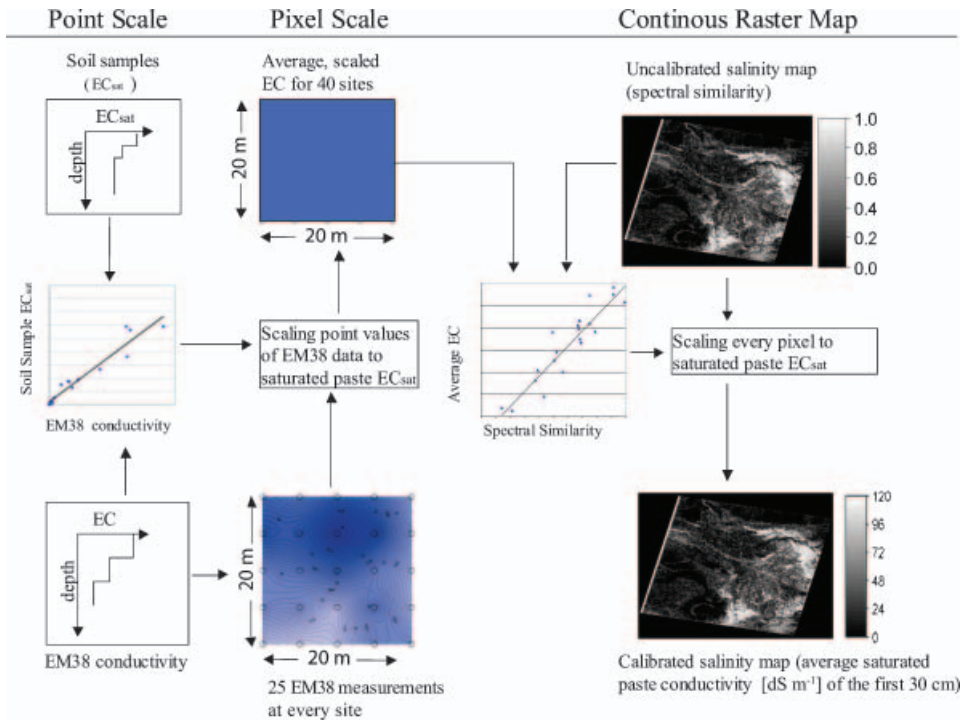 Point Scale
Pixel Scale
Continous Raster Map
Soil samples
(ECsat)
ECsat
depth
Soil Sample ECsat
EM38 conductivity
EC
depth
EM38 conductivity
Average, scaled
EC for 40 sites
20 m
20 m
Scaling point values
of EM38 data to
saturated paste ECsat
20 m
20 m
25 EM38 measurements
at every site
Uncalibrated salinity map
(spectral similarity)
1.0
0.8
0.6
0.4
0.2
0.0
Average EC
Spectral Similarity
Scaling every pixel to
saturated paste ECsat
120
96
72
48
24
0
Calibrated salinity map (average saturated
paste conductivity [dS m⁻¹] of the first 30 cm)